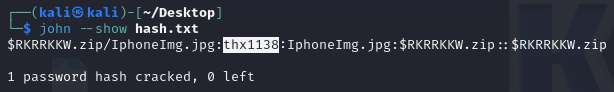 ┌──(kali㉿kali)-[~/Desktop]
└─$ john --show hash.txt
$RKRRKKW.zip/IphoneImg.jpg:thx1138:IphoneImg.jpg:$RKRRKKW.zip::$RKRRKKW.zip
1 password hash cracked, 0 left